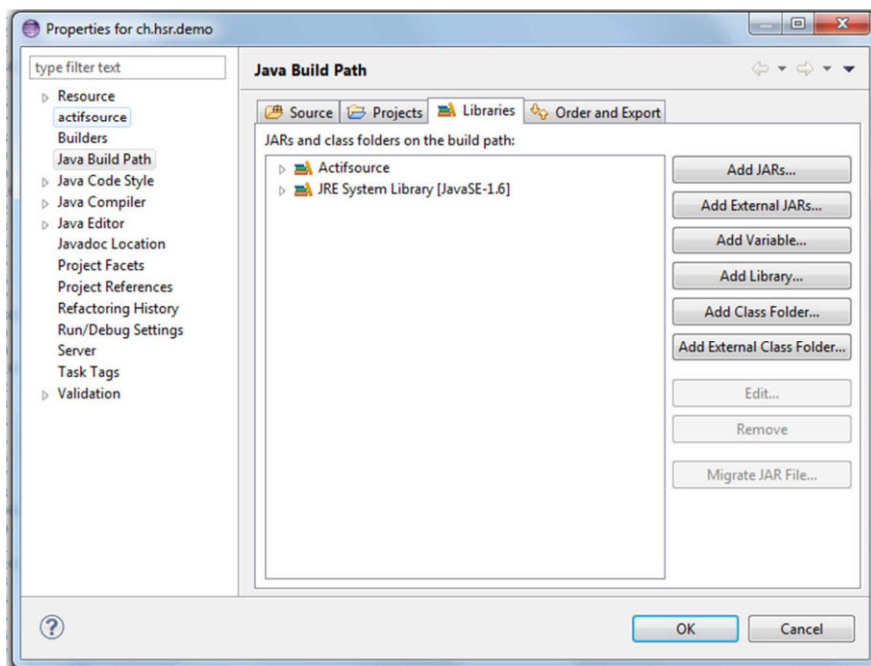 Properties for ch.hsr.demo
type filter text
Resource
actifsource
Builders
Java Build Path
Java Code Style
Java Compiler
Java Editor
Javadoc Location
Project Facets
Project References
Refactoring History
Run/Debug Settings
Server
Task Tags
Validation
Java Build Path
Source Projects Libraries Order and Export
JARs and class folders on the build path:
Actifsource
JRE System Library [JavaSE-1.6]
Add JARs...
Add External JARs...
Add Variable...
Add Library...
Add Class Folder...
Add External Class Folder...
Edit...
Remove
Migrate JAR File...
OK Cancel